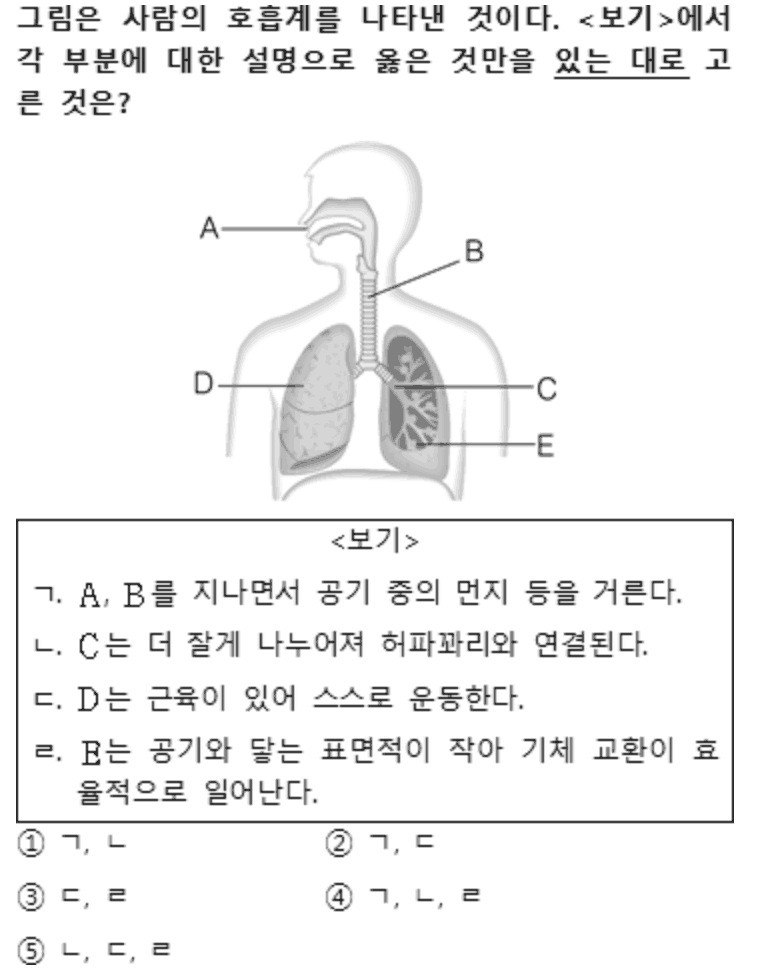 그림은 사람의 호흡계를 나타낸 것이다. <보기>에서
각 부분에 대한 설명으로 옳은 것만을 있는 대로 고
른 것은?
A
B
D
C
E
<보기>
ㄱ. A, B를 지나면서 공기 중의 먼지 등을 거른다.
ㄴ. C는 더 잘게 나누어져 허파꽈리와 연결된다.
ㄷ. D는 근육이 있어 스스로 운동한다.
ㄹ. E는 공기와 닿는 표면적이 작아 기체 교환이 효
율적으로 일어난다.
① ㄱ, ㄴ ② ㄱ, ㄷ
③ ㄷ, ㄹ ④ ㄱ, ㄴ, ㄹ
⑤ ㄴ, ㄷ, ㄹ